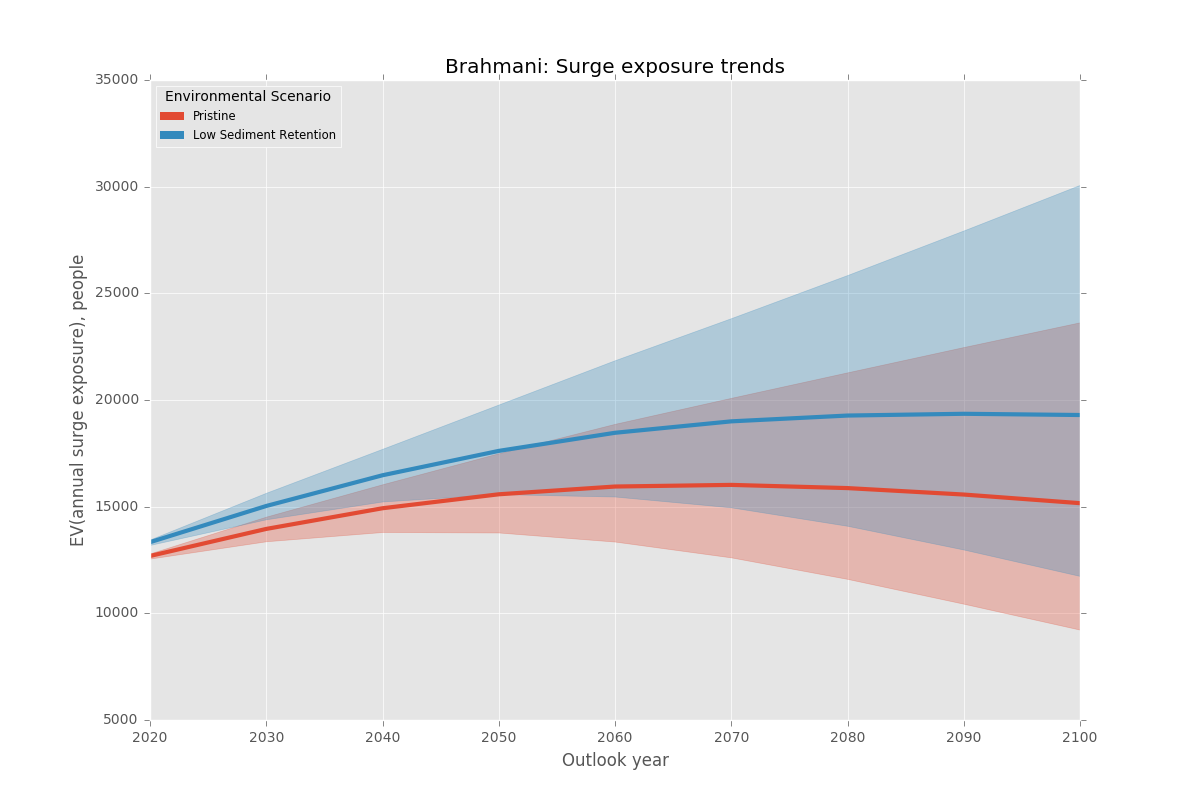 Brahmani: Surge exposure trends
Environmental Scenario
Pristine
Low Sediment Retention
EV(annual surge exposure), people
35000
30000
25000
20000
15000
10000
5000
2020 2030 2040 2050 2060 2070 2080 2090 2100
Outlook year